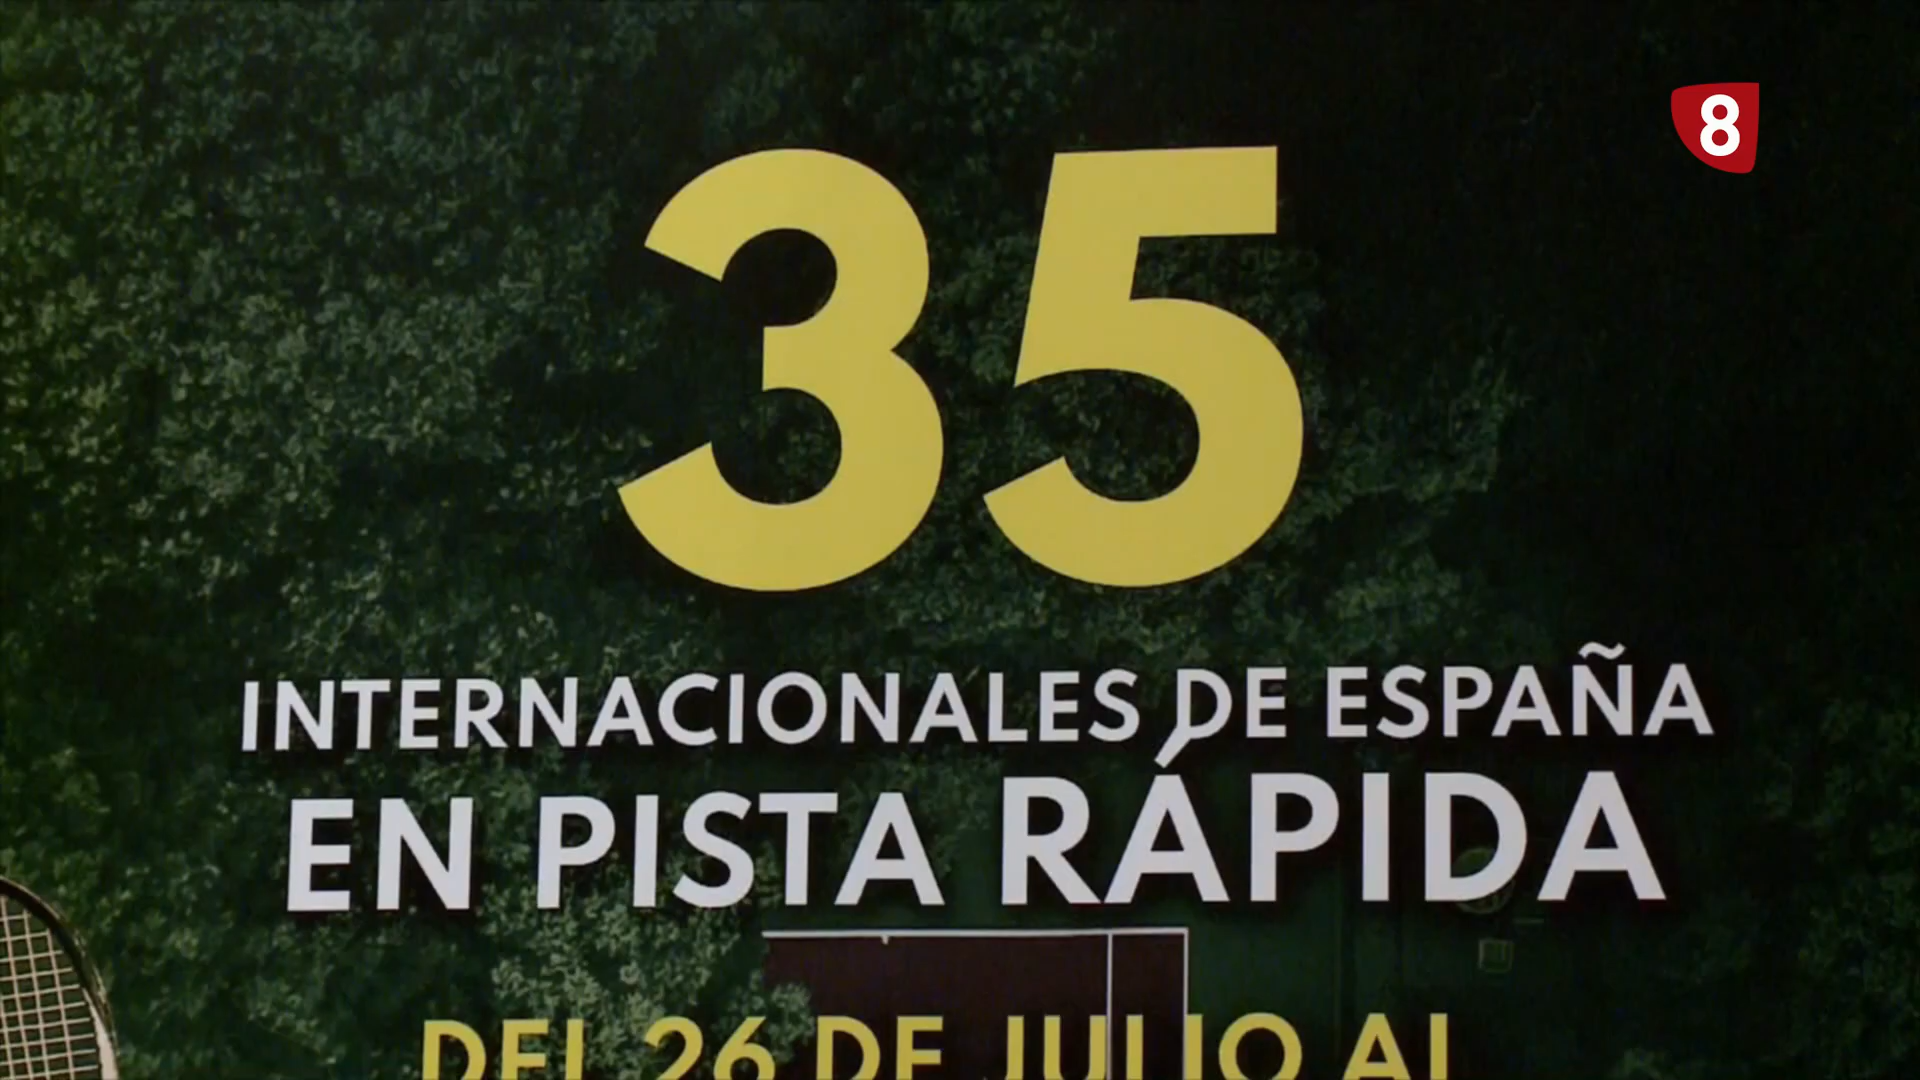 8
35
INTERNACIONALES DE ESPAÑA
EN PISTA RÁPIDA
DEL 26 DE JULIO AL